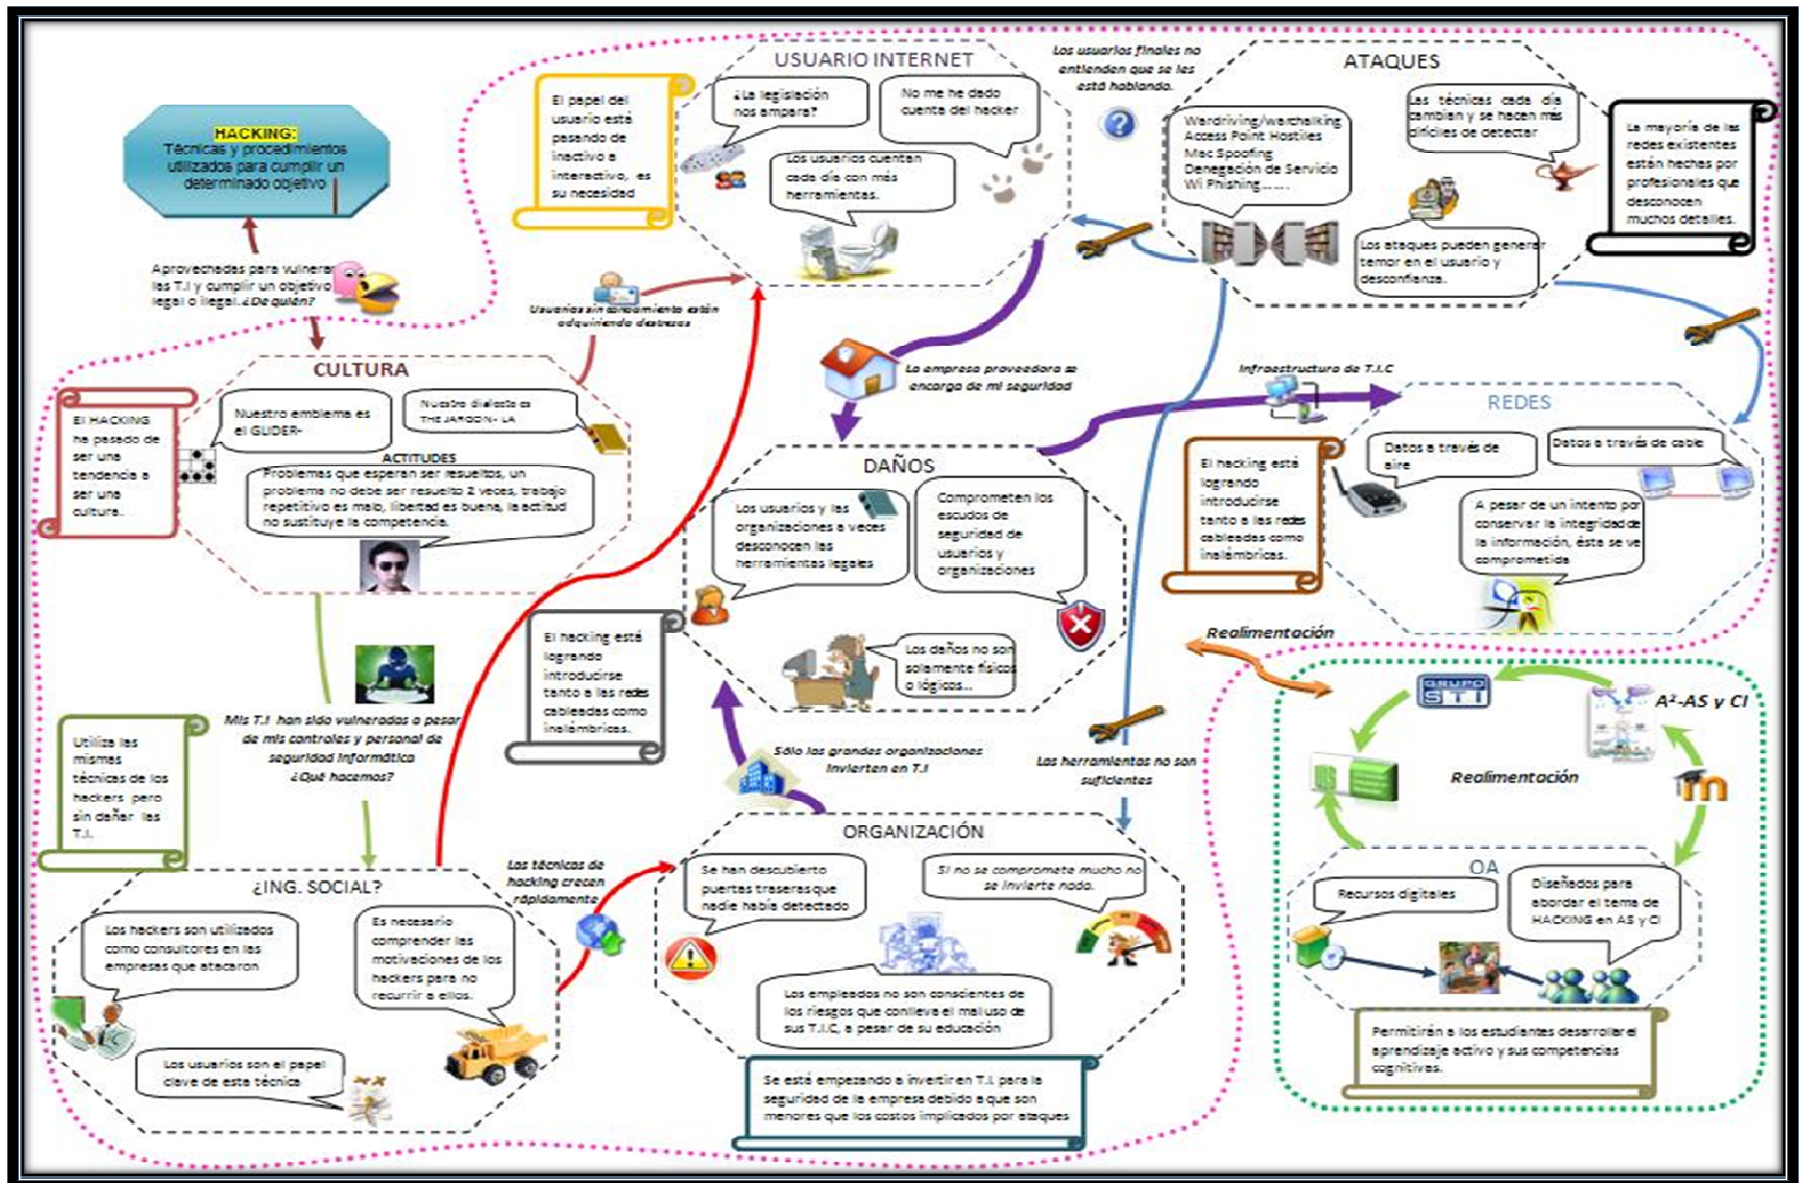 HACKING:
Técnicas y procedimientos
utilizados para cumplir un
determinado objetivo
Aprovechadas para vulnerar
las T.I y cumplir un objetivo
legal o ilegal. ¿De quién?
El papel del
usuario está
pasando de
inactivo a
interactivo, es
su necesidad
USUARIO INTERNET
¿La legislación
nos ampara?
No me he dado
cuenta del hacker
Los usuarios cuentan
cada día con más
herramientas.
Los usuarios finales no
entienden que se les
está hablando.
ATAQUES
Wardriving/warchalking
Access Point Hostiles
Mac Spoofing
Denegación de Servicio
Wi Phishing......
Las técnicas cada día
cambian y se hacen más
difíciles de detectar
Los ataques pueden generar
temor en el usuario y
desconfianza.
La mayoría de las
redes existentes
están hechas por
profesionales que
desconocen
muchos detalles.
Usuarios sin conocimiento están
adquiriendo destrezas
La empresa proveedora se
encarga de mi seguridad
Infraestructura de T.I.C
CULTURA
El HACKING
ha pasado de
ser una
tendencia a
ser una
cultura.
Nuestro emblema es
el GLIDER-
Nuestro dialecto es
THE JARGON - LA
ACTITUDES
Problemas que esperan ser resueltos, un
problema no debe ser resuelto 2 veces, trabajo
repetitivo es malo, libertad es buena, la actitud
no sustituye la competencia.
DAÑOS
Los usuarios y las
organizaciones a veces
desconocen las
herramientas legales
Comprometen los
escudos de
seguridad de
usuarios y
organizaciones
Los daños no son
solamente físicos
o lógicos...
El hacking está
logrando
introducirse
tanto a las redes
cableadas como
inalámbricas.
REDES
El hacking está
logrando
introducirse
tanto a las redes
cableadas como
inalámbricas.
Datos a través de
aire
Datos a través de cable
A pesar de un intento por
conservar la integridad de
la información, ésta se ve
comprometida
Mis T.I han sido vulneradas a pesar
de mis controles y personal de
seguridad informática
¿Qué hacemos?
Utiliza las
mismas
técnicas de los
hackers pero
sin dañar las
T.I.
Sólo las grandes organizaciones
invierten en T.I
Las herramientas no son
suficientes
Realimentación
¿ING. SOCIAL?
Los hackers son utilizados
como consultores en las
empresas que atacaron
Es necesario
comprender las
motivaciones de los
hackers para no
recurrir a ellos.
Los usuarios son el papel
clave de esta técnica
Las técnicas de
hacking crecen
rápidamente
ORGANIZACIÓN
Se han descubierto
puertas traseras que
nadie había detectado
Si no se compromete mucho no
se invierte nada.
Los empleados no son conscientes de
los riesgos que conlleva el mal uso de
sus T.I.C, a pesar de su educación
Se está empezando a invertir en T.I. para la
seguridad de la empresa debido a que son
menores que los costos implicados por ataques
GRUPO
STI
A²-AS y CI
Realimentación
OA
Recursos digitales
Diseñados para
abordar el tema de
HACKING en AS y CI
Permitirán a los estudiantes desarrollar el
aprendizaje activo y sus competencias
cognitivas.